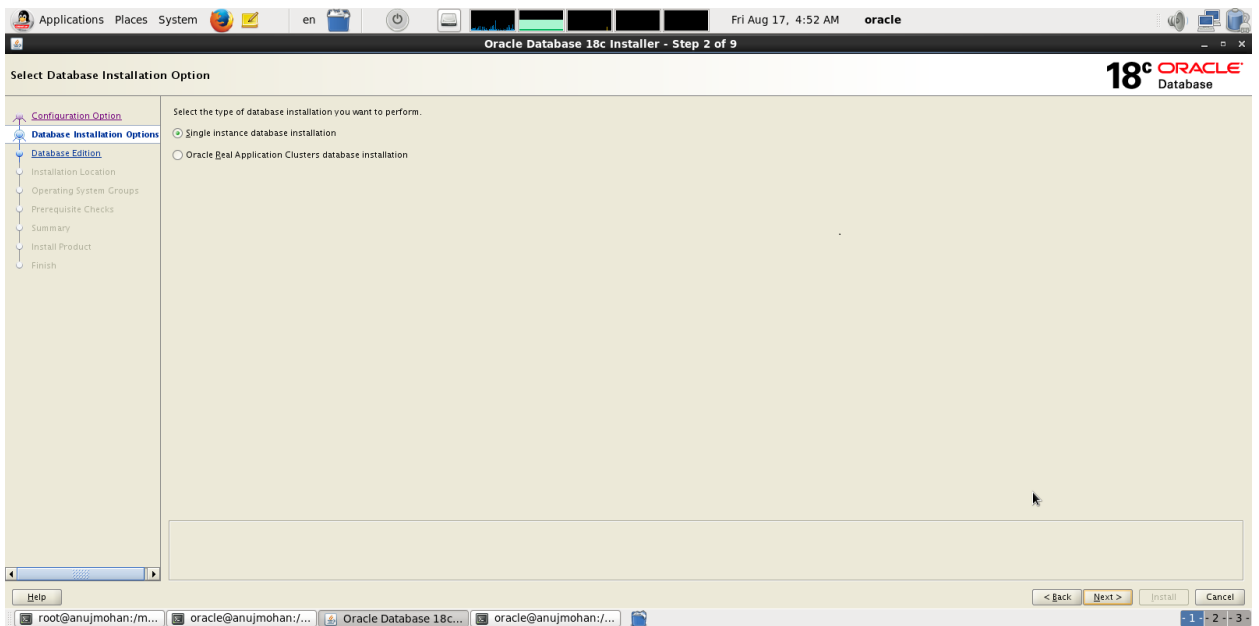 Applications Places System en Fri Aug 17, 4:52 AM oracle
Oracle Database 18c Installer - Step 2 of 9
Select Database Installation Option
18c ORACLE
Database
Configuration Option
Database Installation Options
Database Edition
Installation Location
Operating System Groups
Prerequisite Checks
Summary
Install Product
Finish
Select the type of database installation you want to perform.
Single instance database installation
Oracle Real Application Clusters database installation
Help < Back Next > Install Cancel
root@anujmohan:/m... oracle@anujmohan:/... Oracle Database 18c... oracle@anujmohan:/... - 1 - - 2 - - 3 -